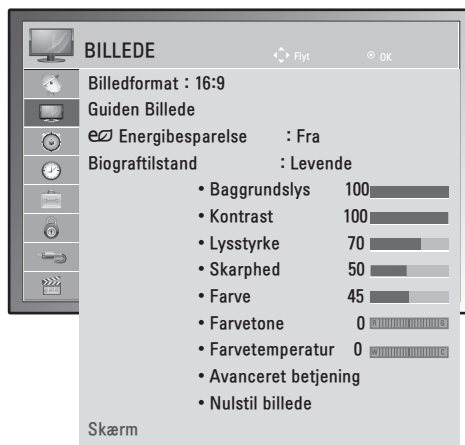 BILLEDE Flyt OK
Billedformat : 16:9
Guiden Billede
Energibesparelse : Fra
Biograftilstand : Levende
• Baggrundslys 100
• Kontrast 100
• Lysstyrke 70
• Skarphed 50
• Farve 45
• Farvetone 0 R G
• Farvetemperatur 0 W C
• Avanceret betjening
• Nulstil billede
Skærm